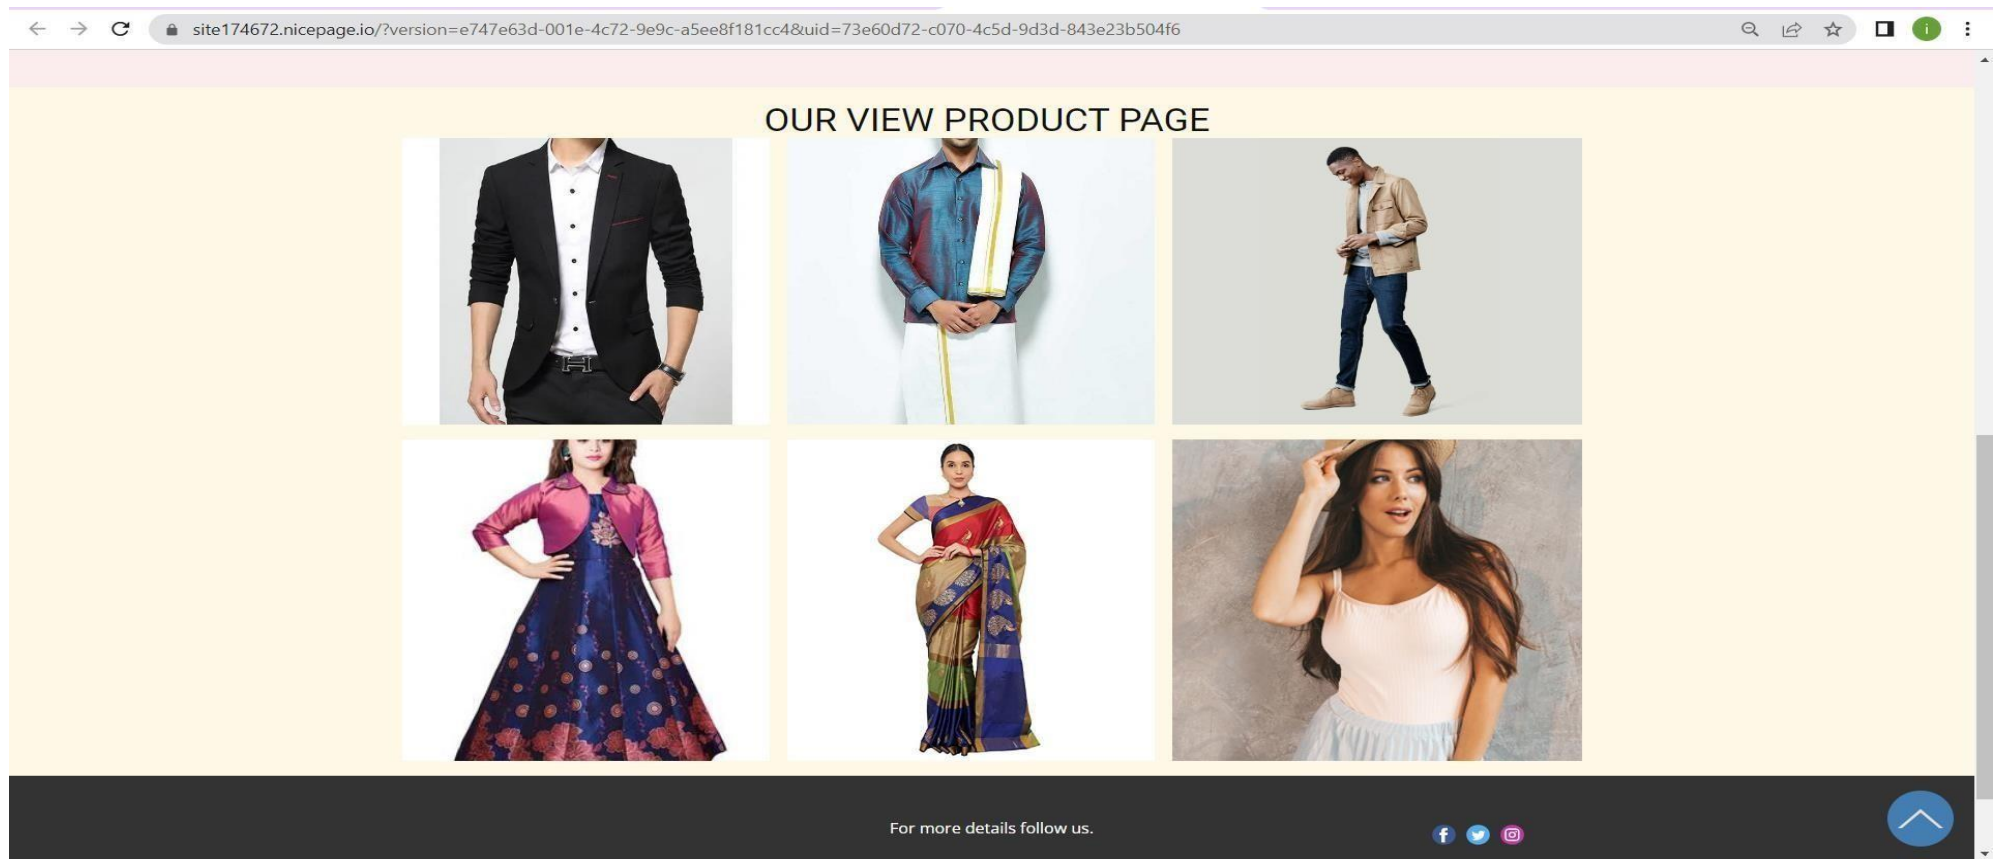 site174672.nicepage.io/?version=e747e63d-001e-4c72-9e9c-a5ee8f181cc4&uid=73e60d72-c070-4c5d-9d3d-843e23b504f6
i
OUR VIEW PRODUCT PAGE
For more details follow us.